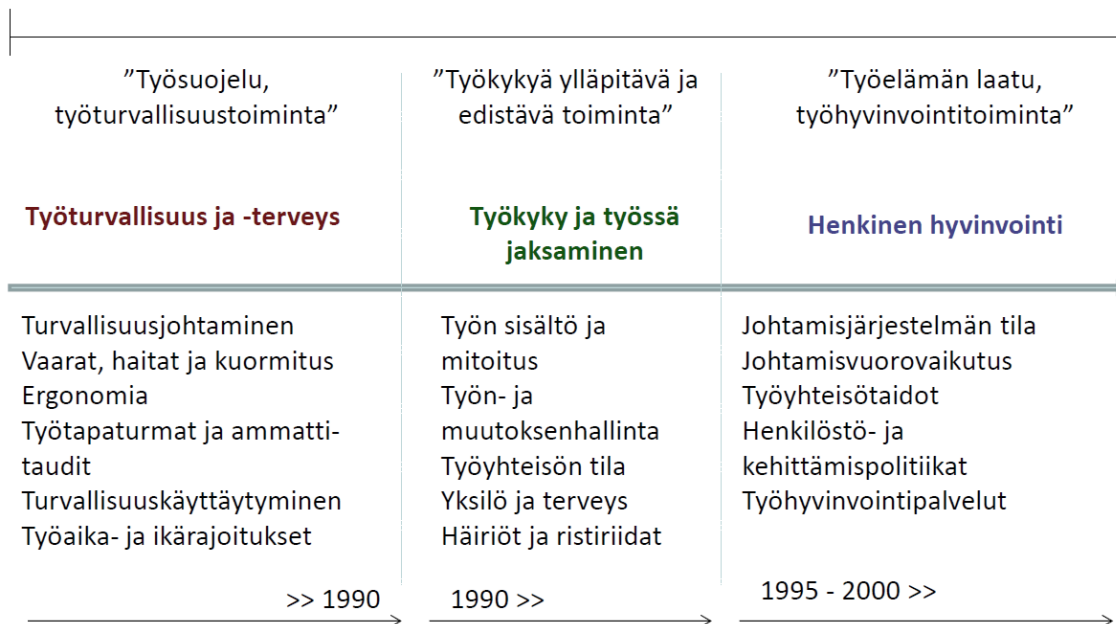 ”Työsuojelu,
työturvallisuustoiminta”
Työturvallisuus ja -terveys
Turvallisuusjohtaminen
Vaarat, haitat ja kuormitus
Ergonomia
Työtapaturmat ja ammatti-
taudit
Turvallisuuskäyttäytyminen
Työaika- ja ikärajoitukset
>> 1990
”Työkykyä ylläpitävä ja
edistävä toiminta”
Työkyky ja työssä
jaksaminen
Työn sisältö ja
mitoitus
Työn- ja
muutoksenhallinta
Työyhteisön tila
Yksilö ja terveys
Häiriöt ja ristiriidat
1990 >>
”Työelämän laatu,
työhyvinvointitoiminta”
Henkinen hyvinvointi
Johtamisjärjestelmän tila
Johtamisvuorovaikutus
Työyhteisötaidot
Henkilöstö- ja
kehittämispolitiikat
Työhyvinvointipalvelut
1995 - 2000 >>